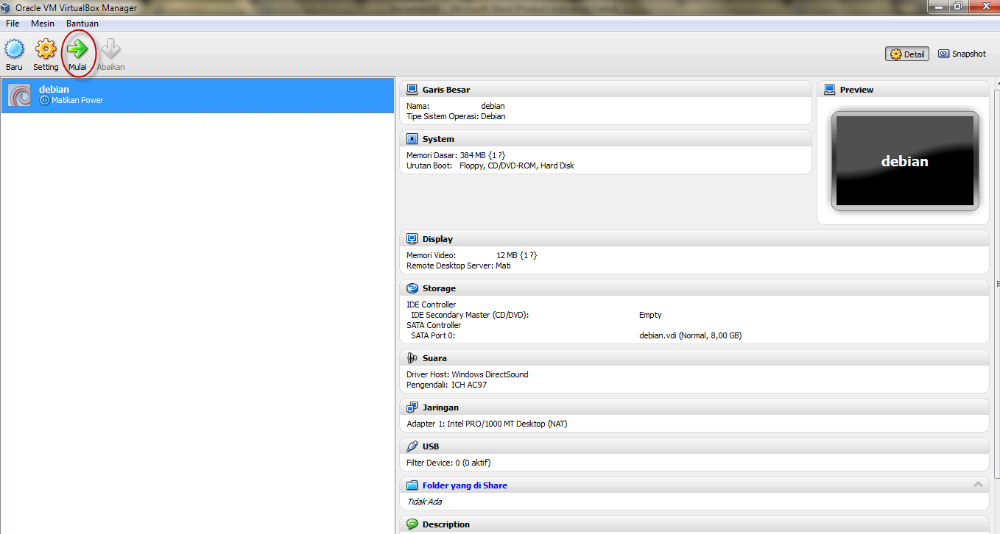 Oracle VM VirtualBox Manager
File Mesin Bantuan
Baru Setting Mulai Abaikan
Detail Snapshot
debian
Matikan Power
Garis Besar
Nama: debian
Tipe Sistem Operasi: Debian
System
Memori Dasar: 384 MB {1 ?}
Urutan Boot: Floppy, CD/DVD-ROM, Hard Disk
Preview
debian
Display
Memori Video: 12 MB {1 ?}
Remote Desktop Server: Mati
Storage
IDE Controller
IDE Secondary Master (CD/DVD): Empty
SATA Controller
SATA Port 0: debian.vdi (Normal, 8,00 GB)
Suara
Driver Host: Windows DirectSound
Pengendali: ICH AC97
Jaringan
Adapter 1: Intel PRO/1000 MT Desktop (NAT)
USB
Filter Device: 0 (0 aktif)
Folder yang di Share
Tidak Ada
Description